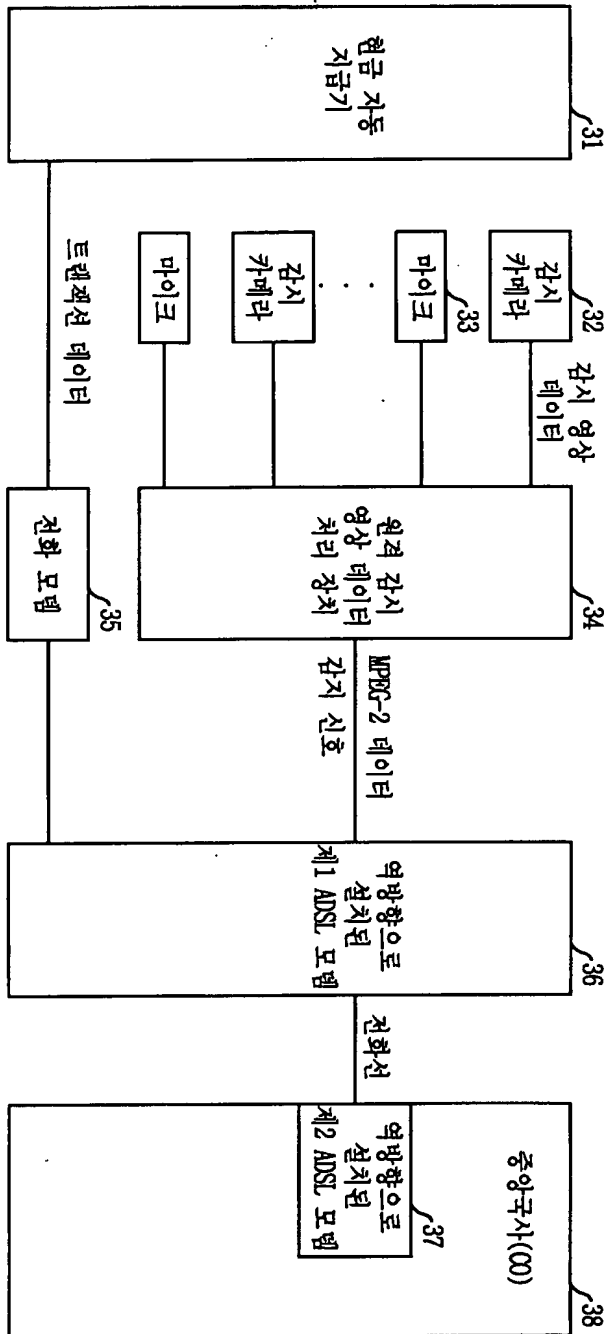 31
현금 자동
지급기
32
감시
카메라
33
마이크
감시
카메라
마이크
감시 영상
데이터
트랜잭션 데이터
34
원격 감시
영상 데이터
처리 장치
35
전화 모뎀
MPEG-2 데이터
감지 신호
36
역방향으로
설치된
제1 ADSL 모뎀
전화선
37
역방향으로
설치된
제2 ADSL 모뎀
38
중앙국사(CO)